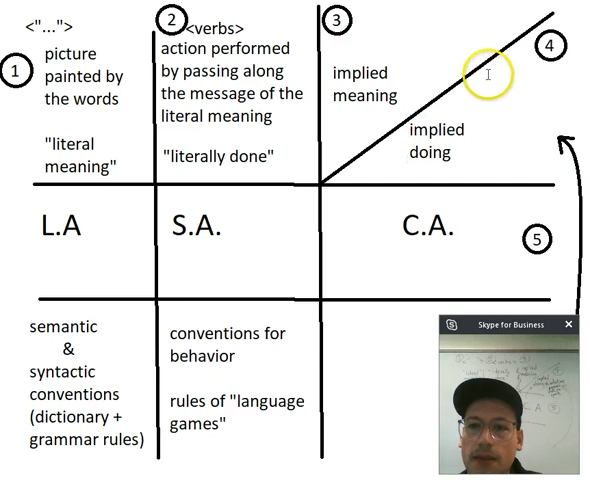 <"...">
1
picture
painted by
the words
"literal
meaning"
2
<verbs>
action performed
by passing along
the message of the
literal meaning
"literally done"
3
implied
meaning
4
implied
doing
L.A
S.A.
C.A.
5
semantic
&
syntactic
conventions
(dictionary +
grammar rules)
conventions for
behavior
rules of "language
games"
Skype for Business